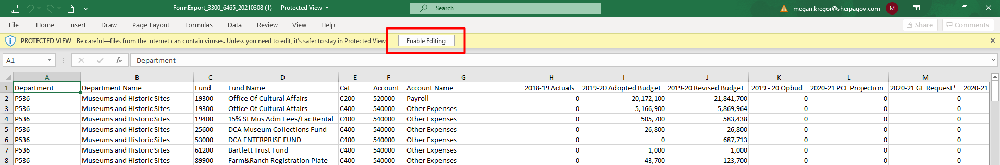 FormExport_3300_6465_20210308 (1) - Protected View
Search
megan.kregor@sherpagov.com M
File Home Insert Draw Page Layout Formulas Data Review View Help Share Comments
PROTECTED VIEW Be careful—files from the Internet can contain viruses. Unless you need to edit, it's safer to stay in Protected View Enable Editing
A1 fx Department
A B C D E F G H I J K L M
1 Department Department Name Fund Fund Name Cat Account Account Name 2018-19 Actuals 2019-20 Adopted Budget 2019-20 Revised Budget 2019 - 20 Opbud 2020-21 PCF Projection 2020-21 GF Request* 2020-21
2 P536 Museums and Historic Sites 19300 Office Of Cultural Affairs C200 520000 Payroll 0 20,172,100 21,841,700 0 0 0
3 P536 Museums and Historic Sites 19300 Office Of Cultural Affairs C400 540000 Other Expenses 0 5,166,900 5,869,964 0 0 0
4 P536 Museums and Historic Sites 19400 15% St Mus Adm Fees/Fac Rental C400 540000 Other Expenses 0 505,700 583,438 0 0 0
5 P536 Museums and Historic Sites 25600 DCA Museum Collections Fund C400 540000 Other Expenses 0 26,800 26,800 0 0 0
6 P536 Museums and Historic Sites 53000 DCA ENTERPRISE FUND C400 540000 Other Expenses 0 0 687,713 0 0 0
7 P536 Museums and Historic Sites 61200 Bartlett Trust Fund C400 540000 Other Expenses 0 1,000 1,000 0 0 0
8 P536 Museums and Historic Sites 89900 Farm&Ranch Registration Plate C400 540000 Other Expenses 0 43,700 123,700 0 0 0